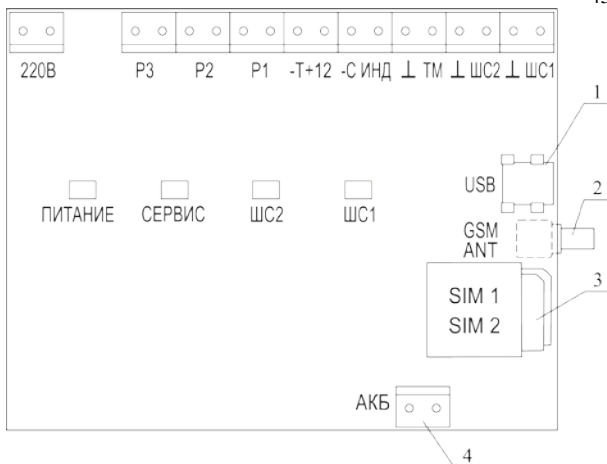 220В Р3 Р2 Р1 -Т+12 -С ИНД ⊥ ТМ ⊥ ШС2 ⊥ ШС1
1
USB
ПИТАНИЕ СЕРВИС ШС2 ШС1
2
GSM
ANT
3
SIM 1
SIM 2
АКБ
4